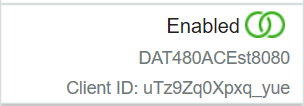 Enabled
DAT480ACEst8080
Client ID: uTz9Zq0Xpxq_yue